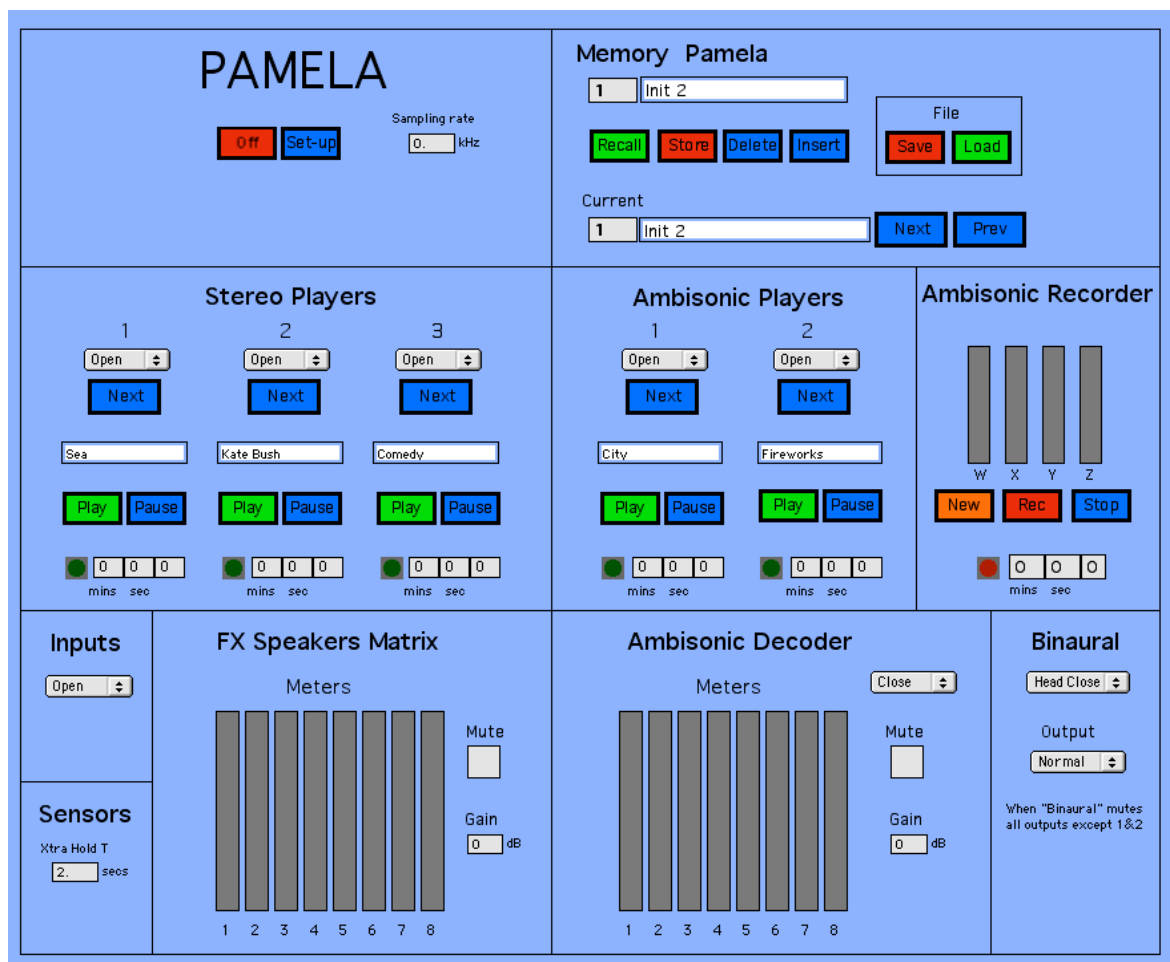 PAMELA
Off Set-up
Sampling rate
0. kHz
Memory Pamela
1 Init 2
Recall Store Delete Insert
File
Save Load
Current
1 Init 2 Next Prev
Stereo Players
1 2 3
Open Open Open
Next Next Next
Sea Kate Bush Comedy
Play Pause Play Pause Play Pause
0 0 0 0 0 0 0 0 0
mins sec mins sec mins sec
Ambisonic Players
1 2
Open Open
Next Next
City Fireworks
Play Pause Play Pause
0 0 0 0 0 0
mins sec mins sec
Ambisonic Recorder
W X Y Z
New Rec Stop
0 0 0
mins sec
Inputs
Open
Sensors
Xtra Hold T
2. secs
FX Speakers Matrix
Meters
Mute
Gain
0 dB
1 2 3 4 5 6 7 8
Ambisonic Decoder
Meters
Close
Mute
Gain
0 dB
1 2 3 4 5 6 7 8
Binaural
Head Close
Output
Normal
When "Binaural" mutes
all outputs except 1&2